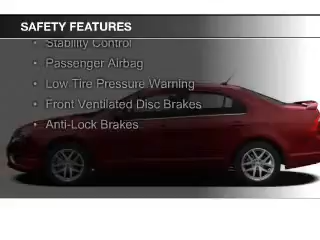 SAFETY FEATURES
• Stability Control
• Passenger Airbag
• Low Tire Pressure Warning
• Front Ventilated Disc Brakes
• Anti-Lock Brakes